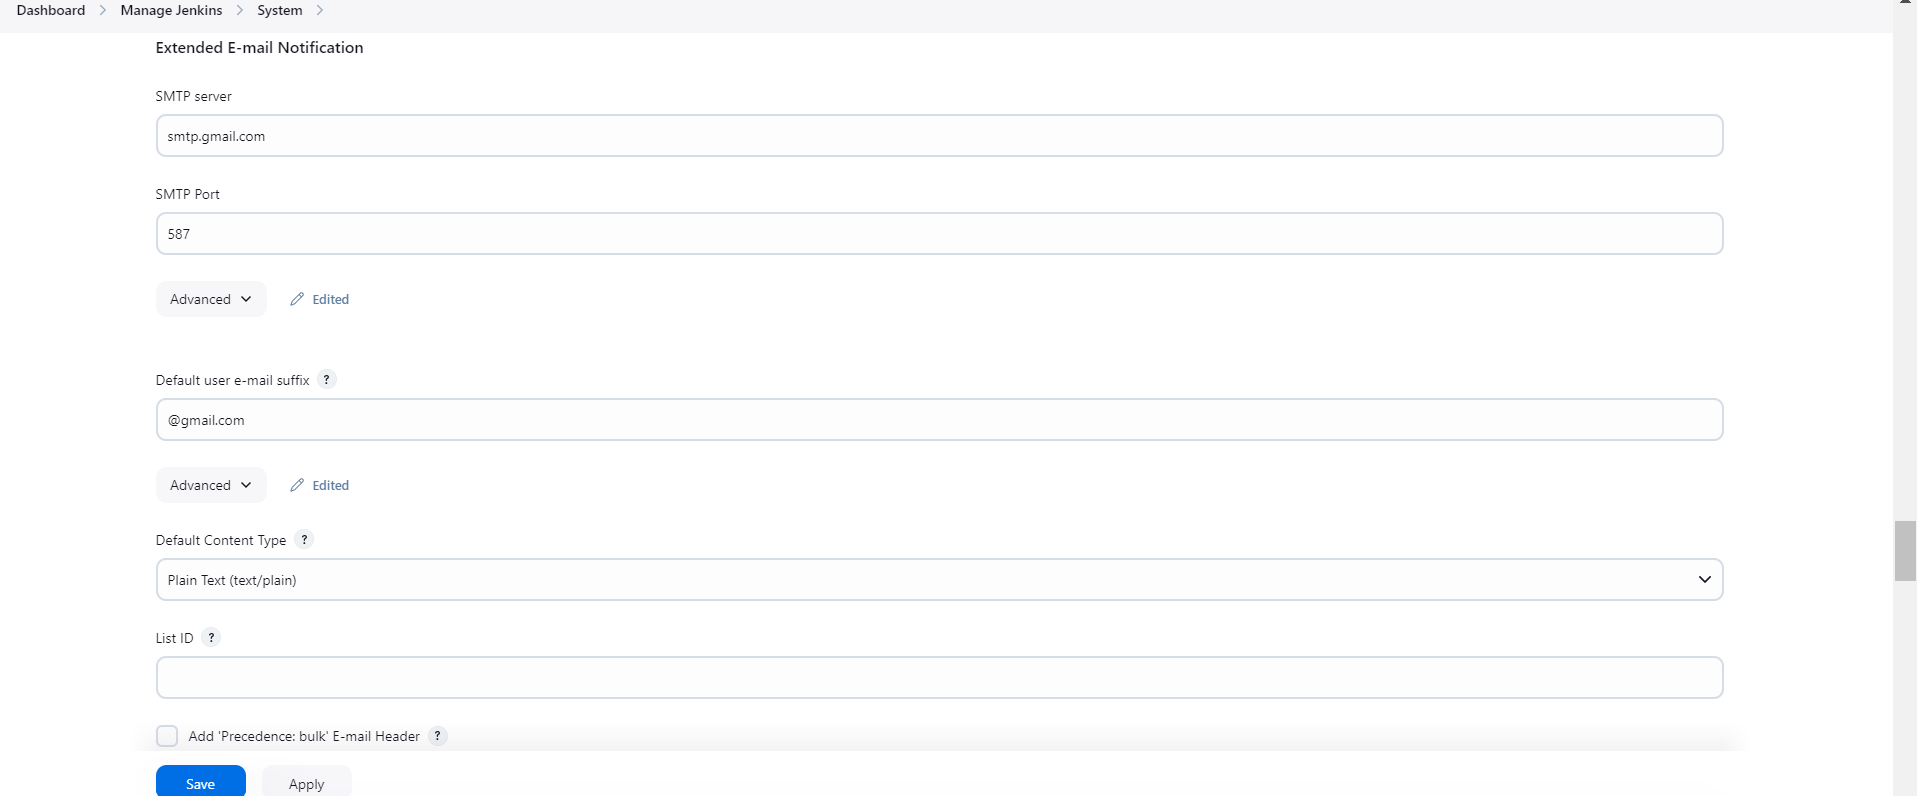 Dashboard > Manage Jenkins > System >
Extended E-mail Notification
SMTP server
smtp.gmail.com
SMTP Port
587
Advanced Edited
Default user e-mail suffix ?
@gmail.com
Advanced Edited
Default Content Type ?
Plain Text (text/plain)
List ID ?
Add 'Precedence: bulk' E-mail Header ?
Save Apply